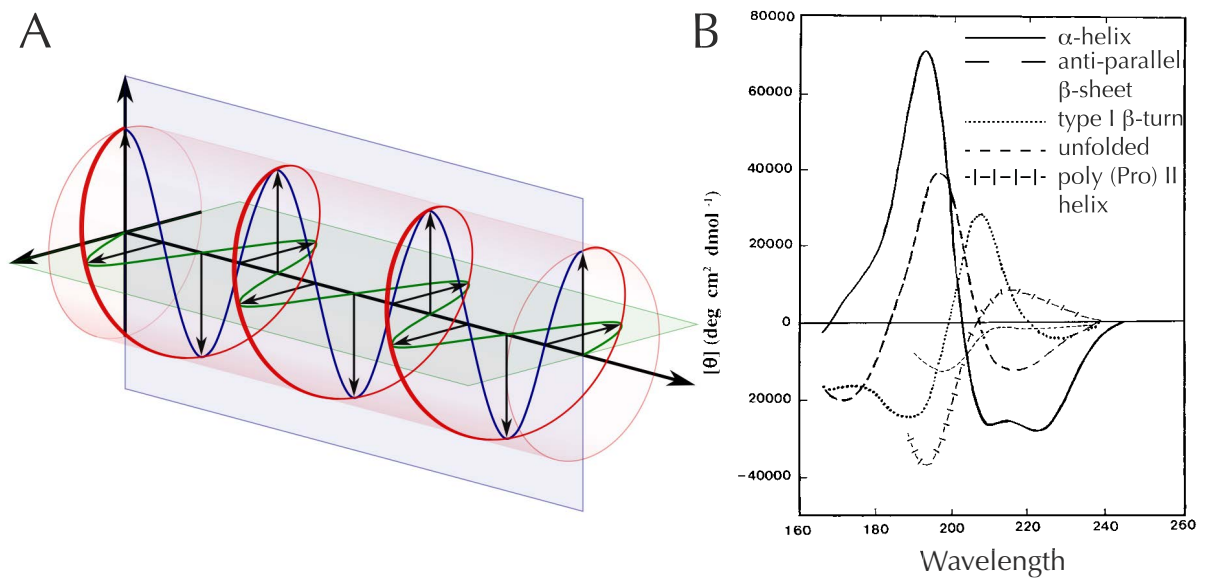 A
B
80000
60000
40000
20000
0
20000
−40000
[θ] (deg cm² dmol ⁻¹)
α-helix
anti-parallel
β-sheet
type I β-turn
unfolded
poly (Pro) II
helix
160 180 200 220 240 260
Wavelength